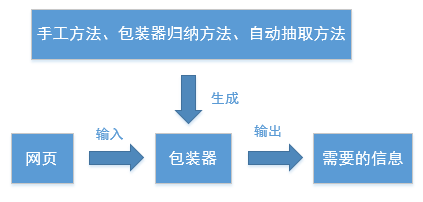 手工方法、包装器归纳方法、自动抽取方法
生成
输入
输出
网页
包装器
需要的信息